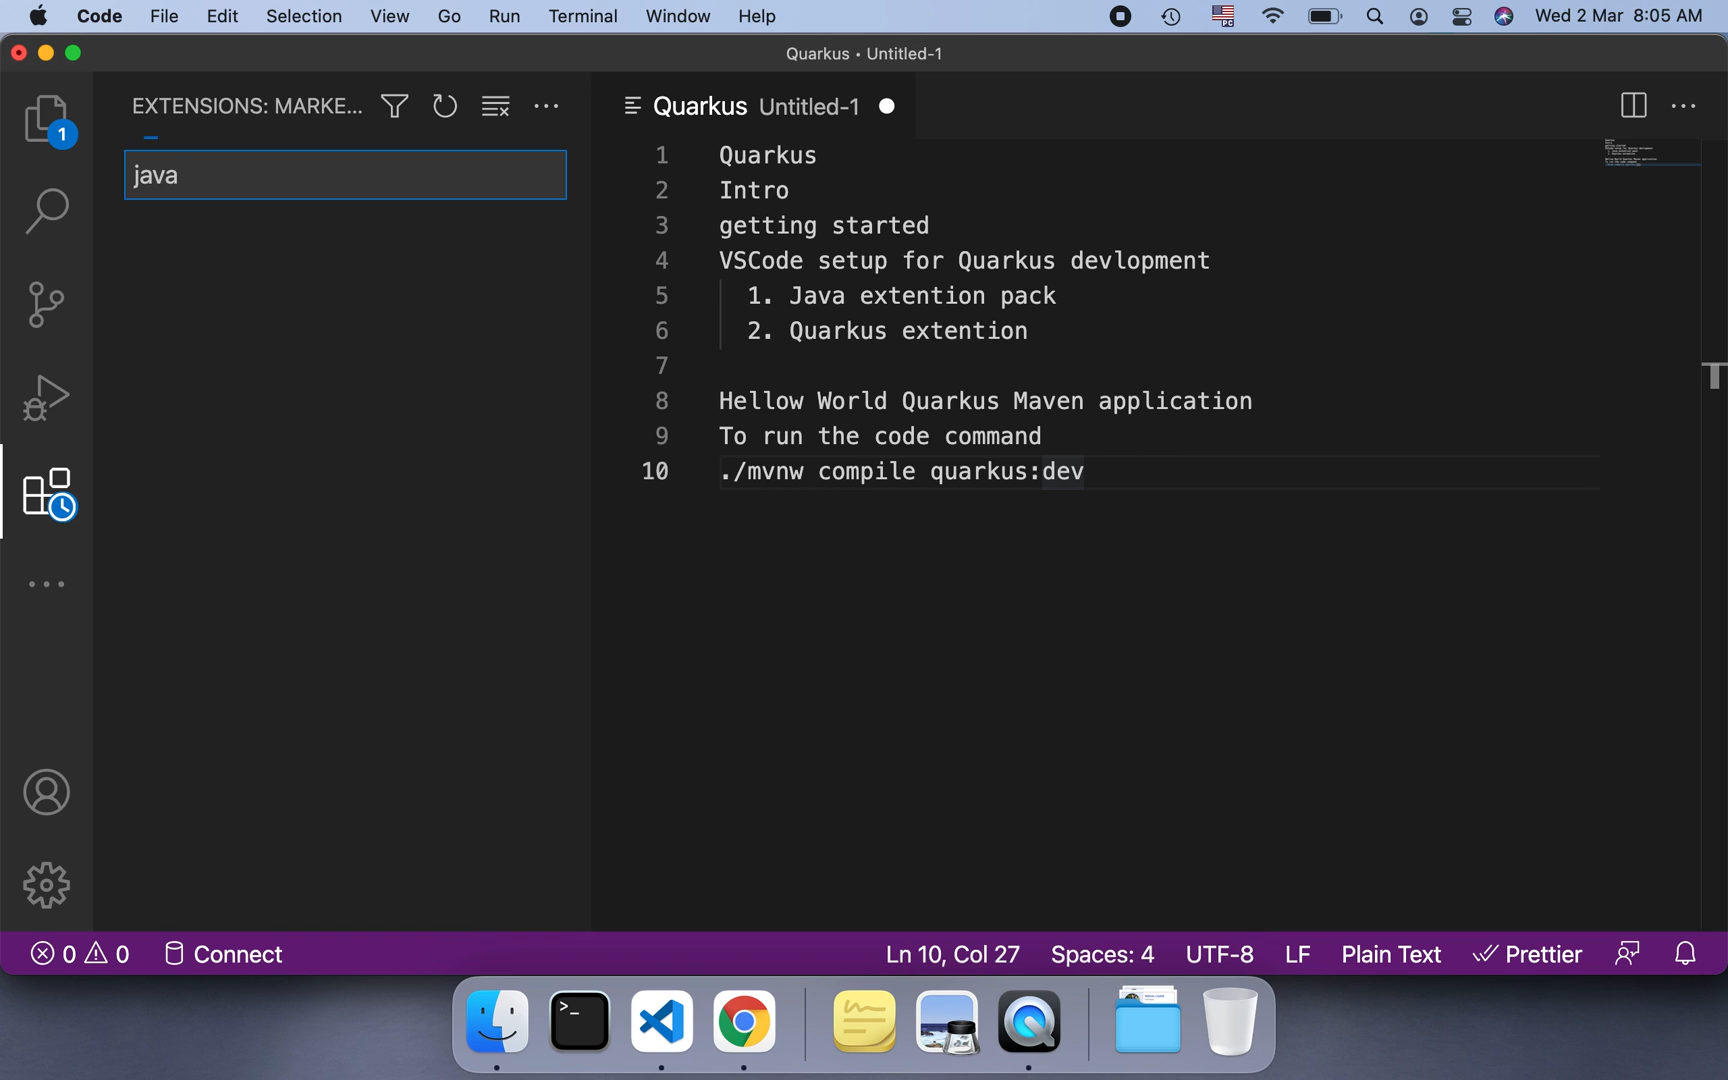 Code File Edit Selection View Go Run Terminal Window Help Wed 2 Mar 8:05 AM
Quarkus • Untitled-1
EXTENSIONS: MARKE...
Quarkus Untitled-1
1
java
1 Quarkus
2 Intro
3 getting started
4 VSCode setup for Quarkus devlopment
5 1. Java extention pack
6 2. Quarkus extention
7
8 Hellow World Quarkus Maven application
9 To run the code command
10 ./mvnw compile quarkus:dev
0 0 Connect Ln 10, Col 27 Spaces: 4 UTF-8 LF Plain Text Prettier